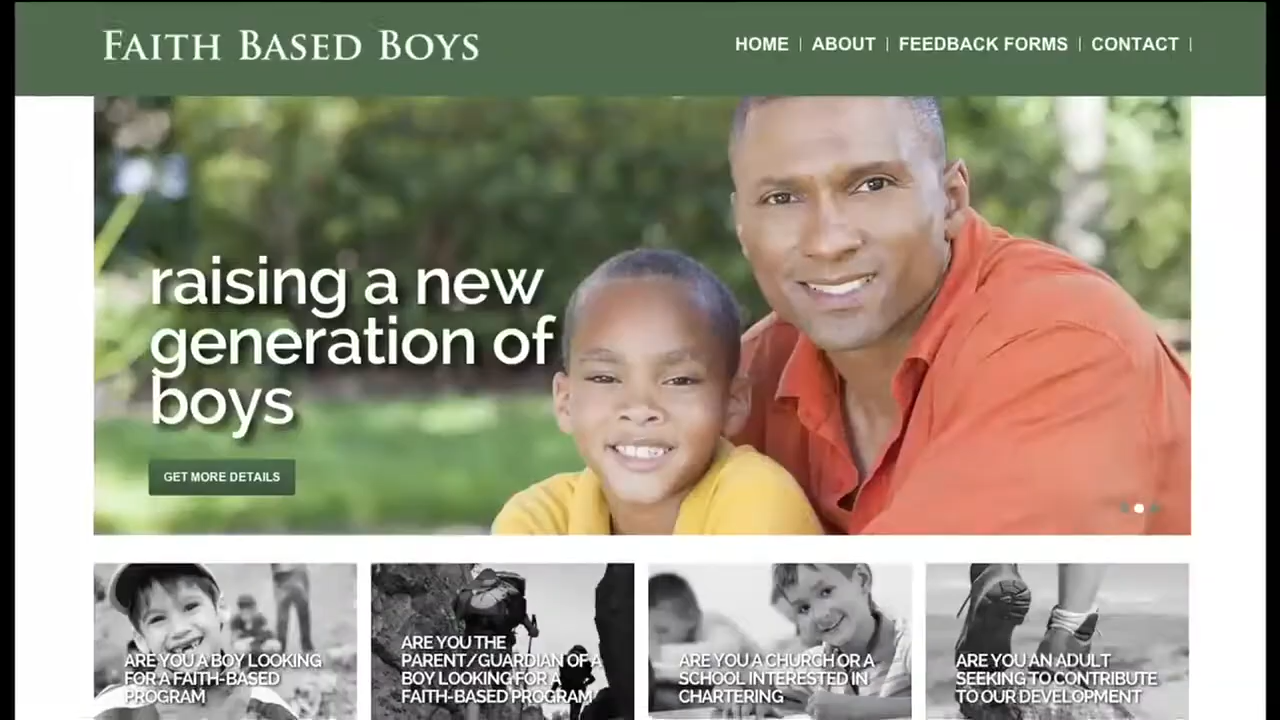 FAITH BASED BOYS
HOME | ABOUT | FEEDBACK FORMS | CONTACT |
raising a new
generation of
boys
GET MORE DETAILS
ARE YOU A BOY LOOKING
FOR A FAITH-BASED
PROGRAM
ARE YOU THE
PARENT/GUARDIAN OF A
BOY LOOKING FOR A
FAITH-BASED PROGRAM
ARE YOU A CHURCH OR A
SCHOOL INTERESTED IN
CHARTERING
ARE YOU AN ADULT
SEEKING TO CONTRIBUTE
TO OUR DEVELOPMENT